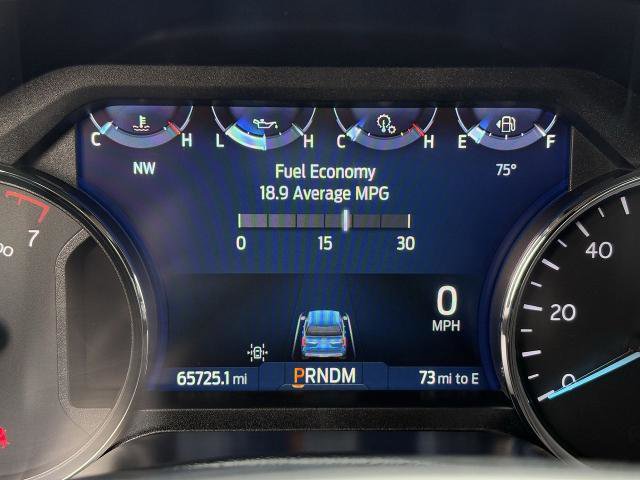 C H L H C H E F
NW
75°
Fuel Economy
18.9 Average MPG
0 15 30
7
40
20
0
0
MPH
65725.1 mi
PRNDM
73 mi to E